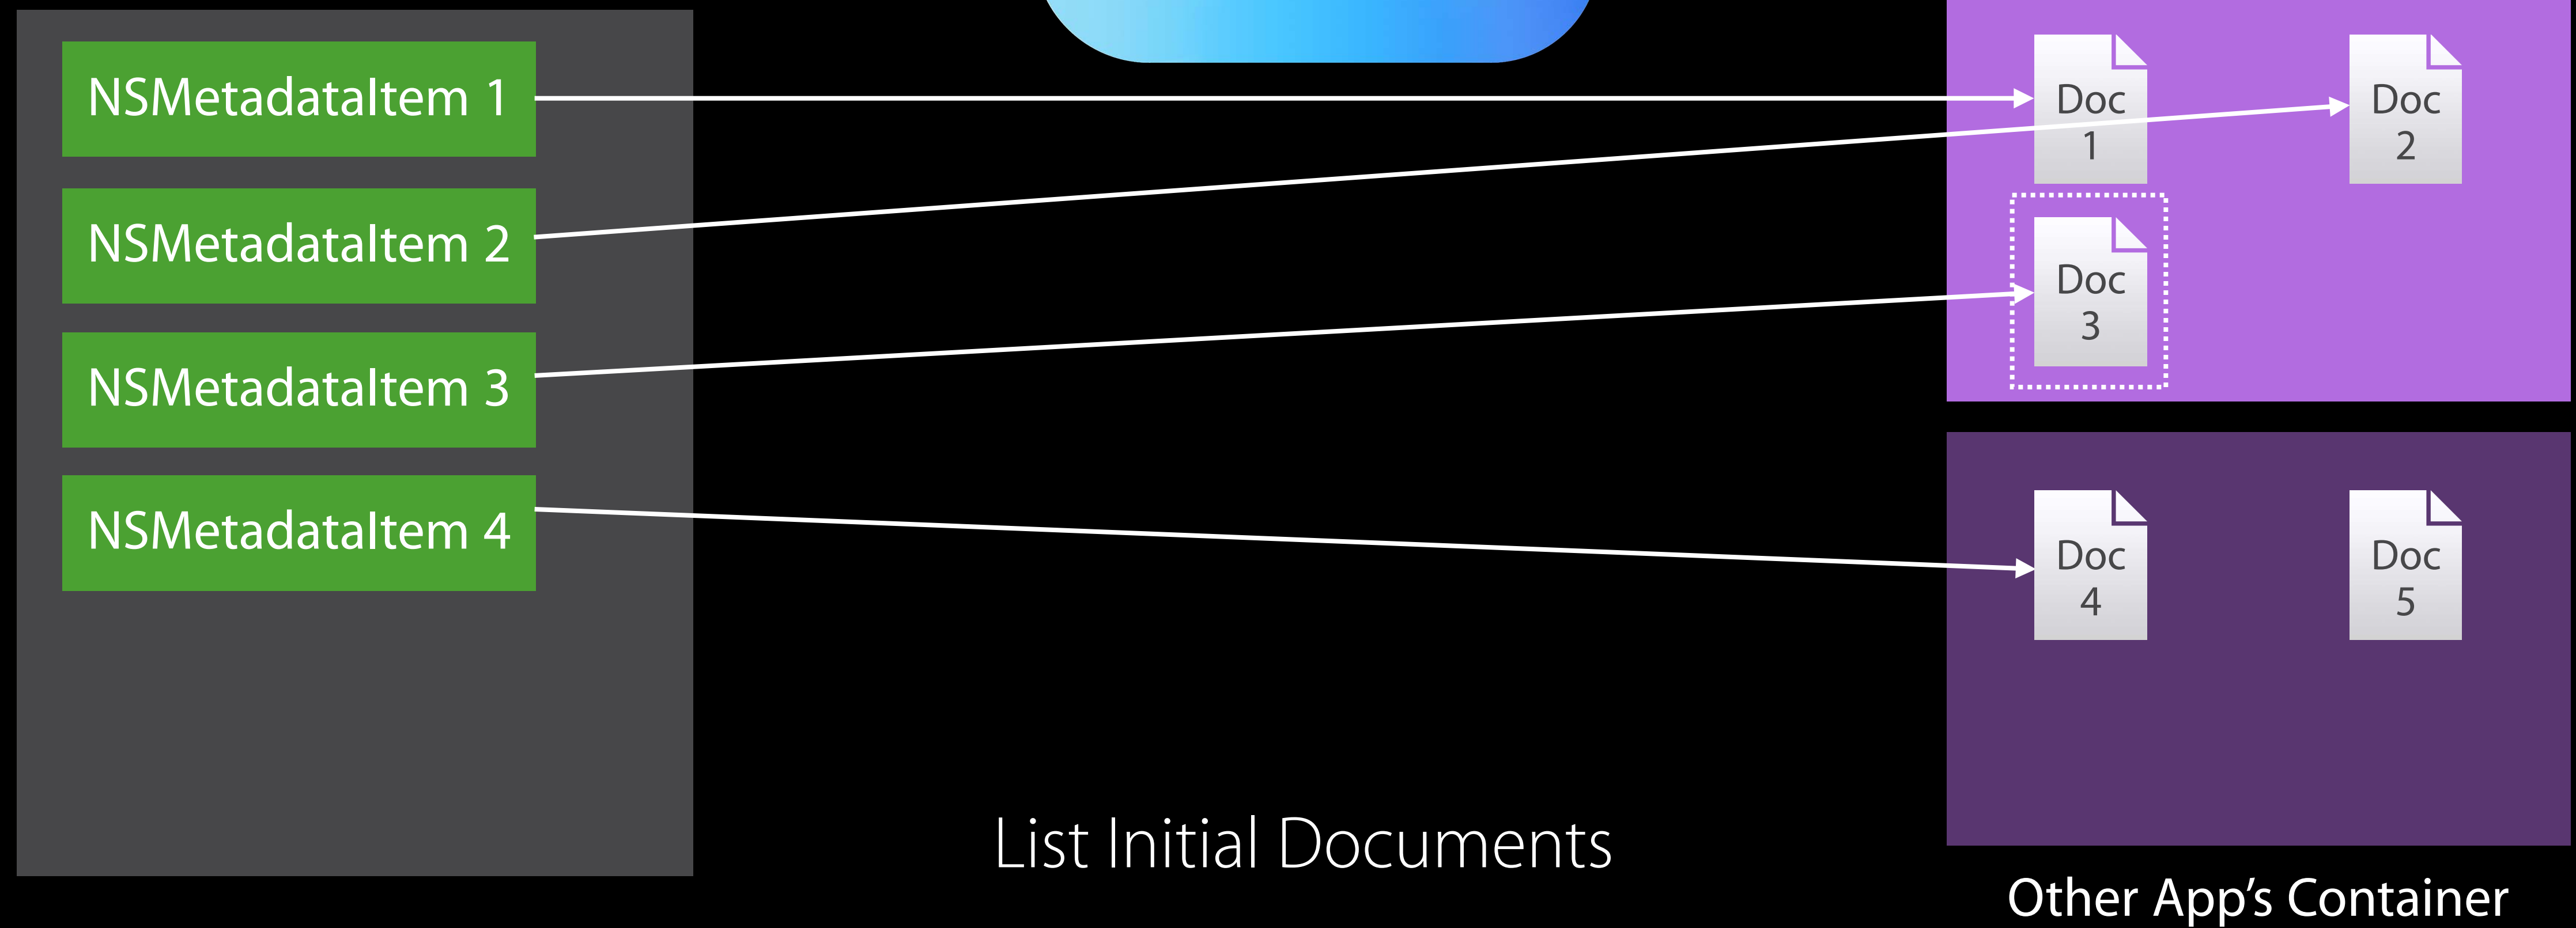 NSMetadataItem 1
NSMetadataItem 2
NSMetadataItem 3
NSMetadataItem 4
Doc
1
Doc
2
Doc
3
Doc
4
Doc
5
List Initial Documents
Other App’s Container